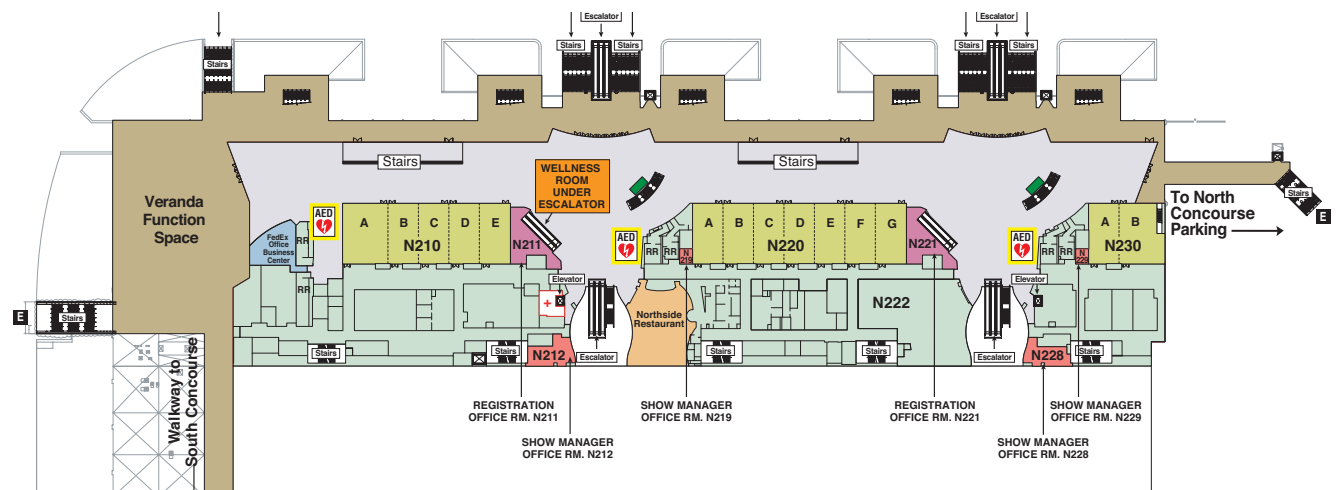 Escalator
Escalator
Stairs
Stairs
Stairs
Stairs
Stairs
Stairs
Stairs
WELLNESS
ROOM
UNDER
ESCALATOR
Stairs
To North
Concourse
Parking
Stairs
E
Veranda
Function
Space
AED
FedEx
Office
Business
Center
RR
RR
A
B
C
D
E
N210
N211
AED
RR
RR
N
219
A
B
C
D
E
F
G
N220
N221
AED
RR
RR
N
229
A
B
N230
Elevator
+
Northside
Restaurant
N222
Elevator
E
Stairs
Stairs
Stairs
N212
Escalator
Stairs
Stairs
Escalator
N228
Stairs
Walkway to
South Concourse
REGISTRATION
OFFICE RM. N211
SHOW MANAGER
OFFICE RM. N212
SHOW MANAGER
OFFICE RM. N219
REGISTRATION
OFFICE RM. N221
SHOW MANAGER
OFFICE RM. N228
SHOW MANAGER
OFFICE RM. N229